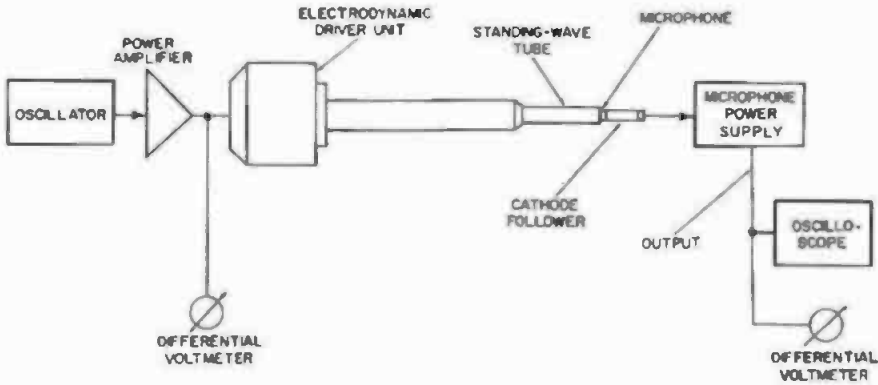 ELECTRODYNAMIC
DRIVER UNIT
POWER
AMPLIFIER
OSCILLATOR
STANDING-WAVE
TUBE
MICROPHONE
MICROPHONE
POWER
SUPPLY
CATHODE
FOLLOWER
OUTPUT
OSCILLO-
SCOPE
DIFFERENTIAL
VOLTMETER
DIFFERENTIAL
VOLTMETER